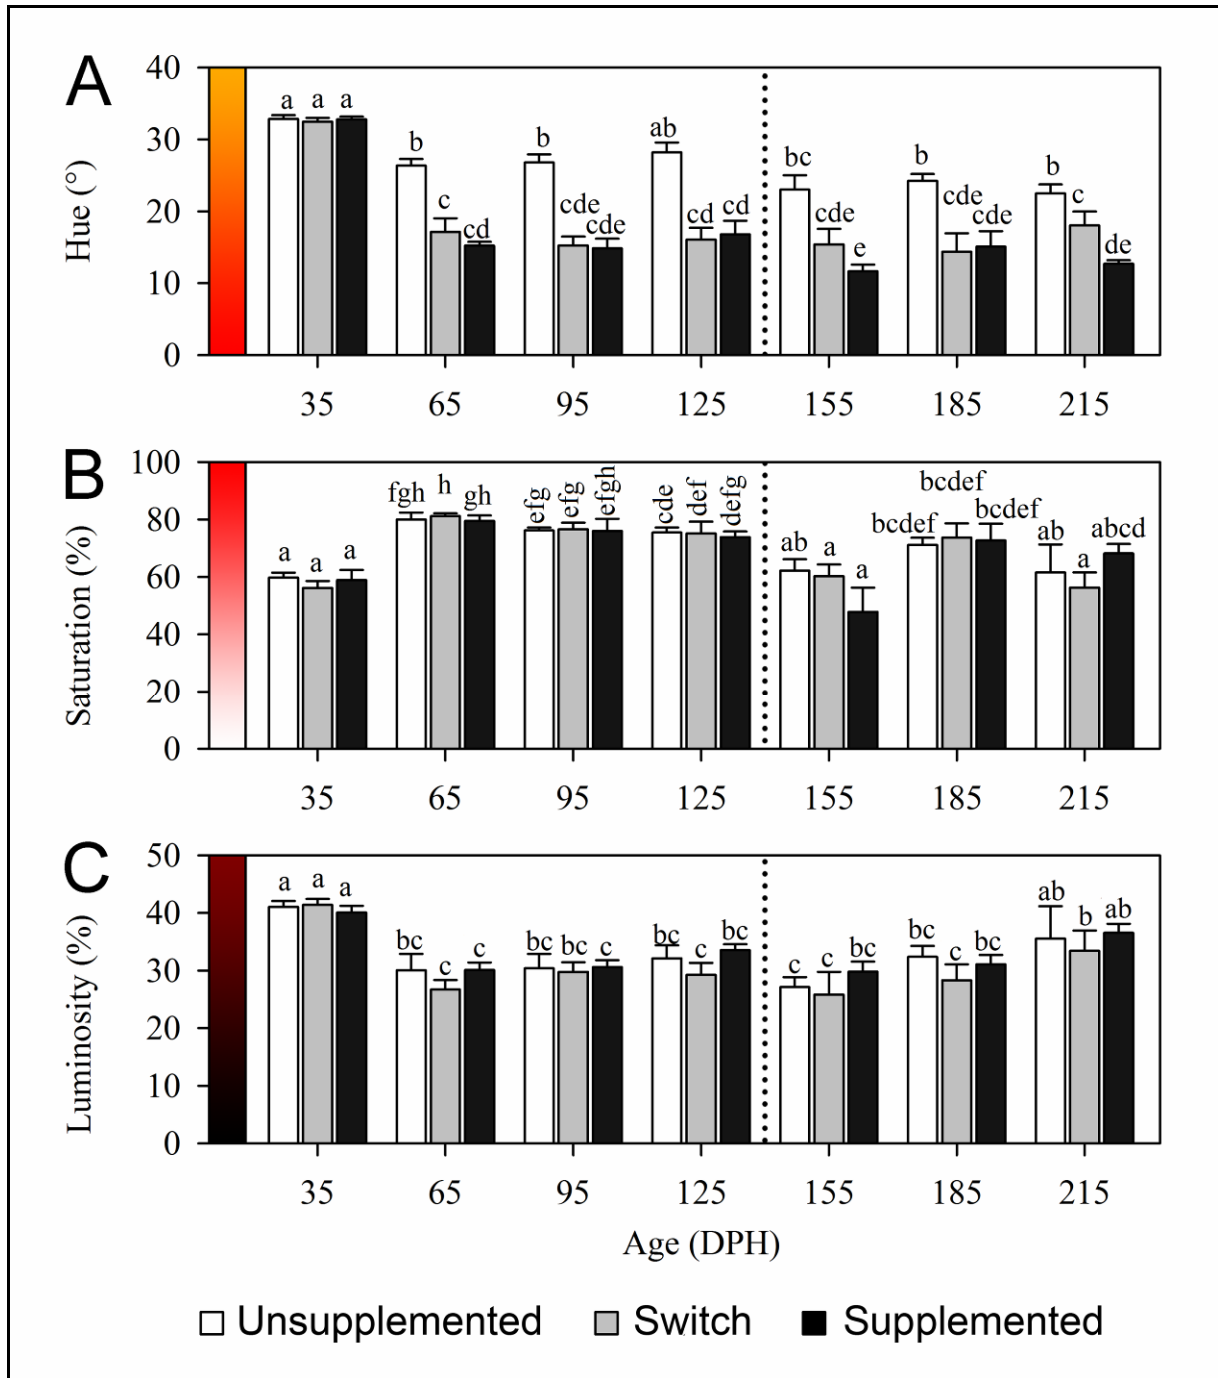 A
Hue (°)
40
30
20
10
0
a a a
b
c
cd
b
cde
cde
ab
cd cd
bc
cde
e
b
cde
cde
b
c
de
35 65 95 125 155 185 215
B
Saturation (%)
100
80
60
40
20
0
a
a
a
fgh
h
gh
efg
efg
efgh
cde
def
defg
ab
a
a
bcdef
bcdef
bcdef
ab
a
abcd
35 65 95 125 155 185 215
C
Luminosity (%)
50
40
30
20
10
0
a
a
a
bc
c
c
bc
bc
c
bc
c
bc
c
c
bc
bc
c
bc
ab
b
ab
35 65 95 125 155 185 215
Age (DPH)
Unsupplemented Switch Supplemented